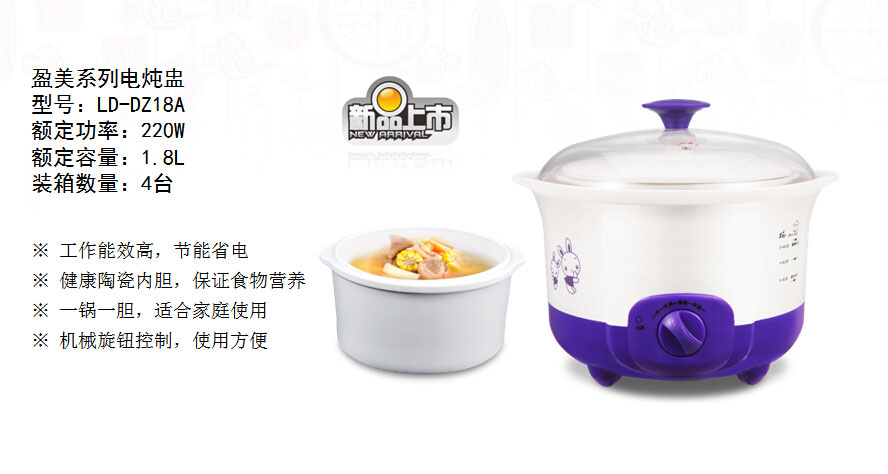 盈美系列电炖盅
型号：LD-DZ18A
额定功率：220W
额定容量：1.8L
装箱数量：4台
新品上市
NEW ARRIVAL
※ 工作能效高，节能省电
※ 健康陶瓷内胆，保证食物营养
※ 一锅一胆，适合家庭使用
※ 机械旋钮控制，使用方便